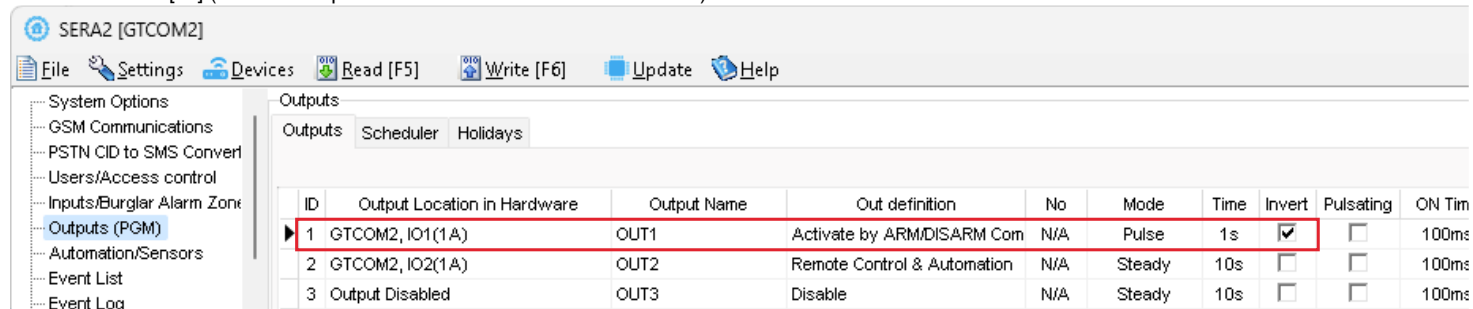 SERA2 [GTCOM2]
File Settings Devices Read [F5] Write [F6] Update Help
System Options
GSM Communications
PSTN CID to SMS Convert
Users/Access control
Inputs/Burglar Alarm Zone
Outputs (PGM)
Automation/Sensors
Event List
Event Log
Outputs
Outputs Scheduler Holidays
ID Output Location in Hardware Output Name Out definition No Mode Time Invert Pulsating ON Tim
1 GTCOM2, IO1(1A) OUT1 Activate by ARM/DISARM Com N/A Pulse 1s 100ms
2 GTCOM2, IO2(1A) OUT2 Remote Control & Automation N/A Steady 10s 100ms
3 Output Disabled OUT3 Disable N/A Steady 10s 100ms